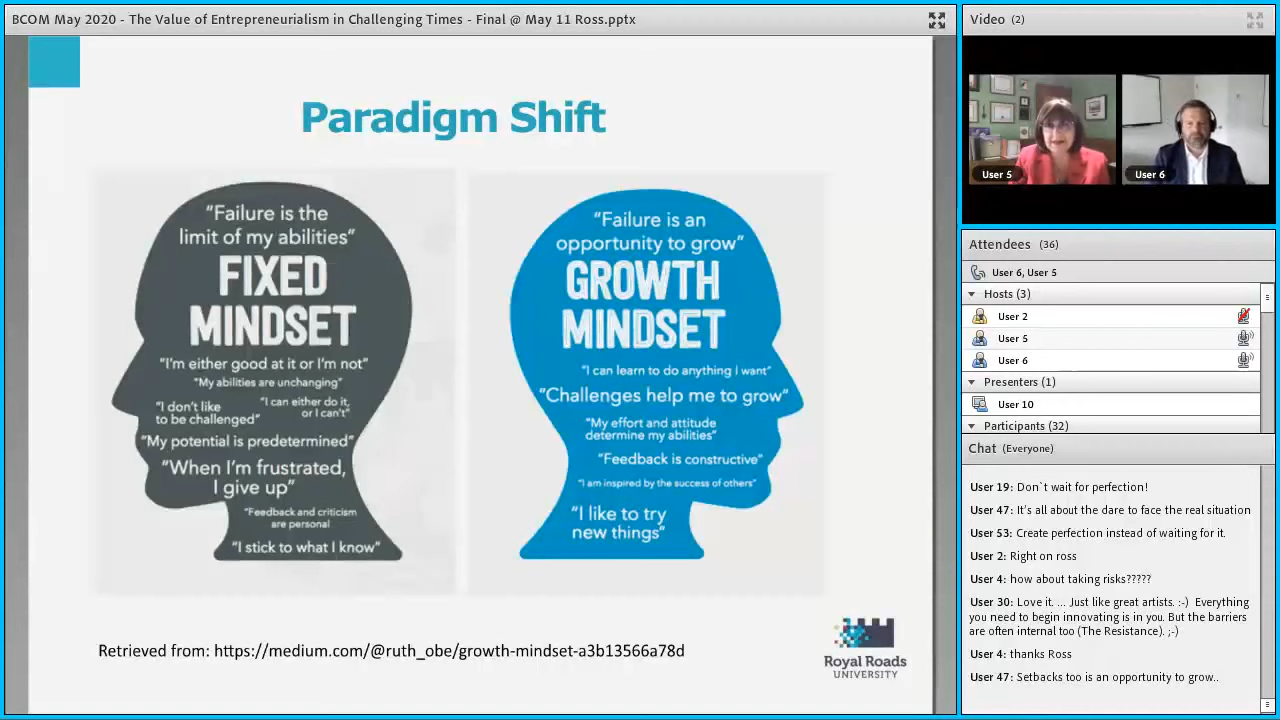 BCOM May 2020 - The Value of Entrepreneurialism in Challenging Times - Final @ May 11 Ross.pptx
Paradigm Shift
“Failure is the
limit of my abilities”
FIXED
MINDSET
“I'm either good at it or I'm not”
“My abilities are unchanging”
“I don't like
to be challenged”
“I can either do it,
or I can't”
“My potential is predetermined”
“When I'm frustrated,
I give up”
“Feedback and criticism
are personal
“I stick to what I know”
“Failure is an
opportunity to grow”
GROWTH
MINDSET
“I can learn to do anything I want”
“Challenges help me to grow”
“My effort and attitude
determine my abilities”
“Feedback is constructive”
“I am inspired by the success of others”
“I like to try
new things”
Retrieved from: https://medium.com/@ruth_obe/growth-mindset-a3b13566a78d
Royal Roads
UNIVERSITY
Video (2)
User 5
User 6
Attendees (36)
User 6, User 5
Hosts (3)
User 2
User 5
User 6
Presenters (1)
User 10
Participants (32)
Chat (Everyone)
User 19: Don`t wait for perfection!
User 47: It's all about the dare to face the real situation
User 53: Create perfection instead of waiting for it.
User 2: Right on ross
User 4: how about taking risks?????
User 30: Love it. ... Just like great artists. :-) Everything
you need to begin innovating is in you. But the barriers
are often internal too (The Resistance). ;-)
User 4: thanks Ross
User 47: Setbacks too is an opportunity to grow..